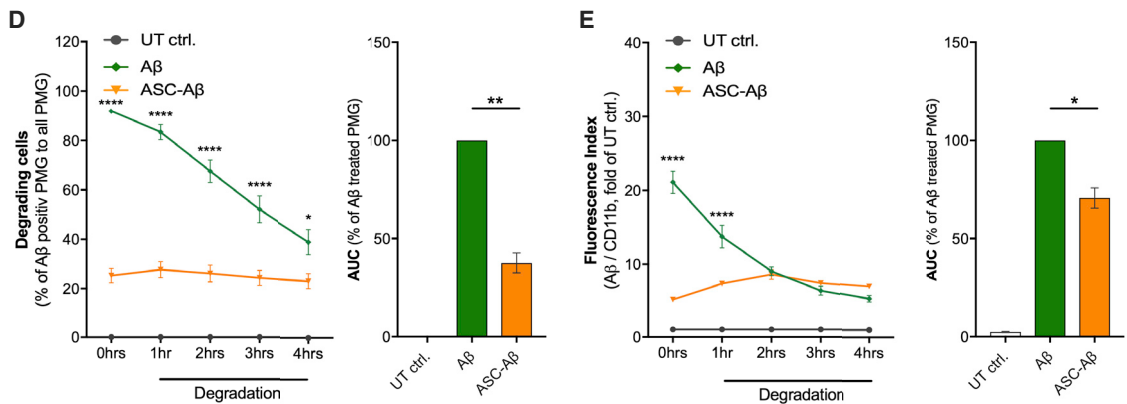 D
UT ctrl.
Aβ
ASC-Aβ
Degrading cells
(% of Aβ positiv PMG to all PMG)
120
100
80
60
40
20
0
****
****
****
****
*
0hrs 1hr 2hrs 3hrs 4hrs
Degradation
AUC (% of Aβ treated PMG)
150
100
50
0
**
UT ctrl. Aβ ASC-Aβ
E
UT ctrl.
Aβ
ASC-Aβ
Fluorescence Index
(Aβ / CD11b, fold of UT ctrl.)
40
30
20
10
0
****
****
0hrs 1hr 2hrs 3hrs 4hrs
Degradation
AUC (% of Aβ treated PMG)
150
100
50
0
*
UT ctrl. Aβ ASC-Aβ